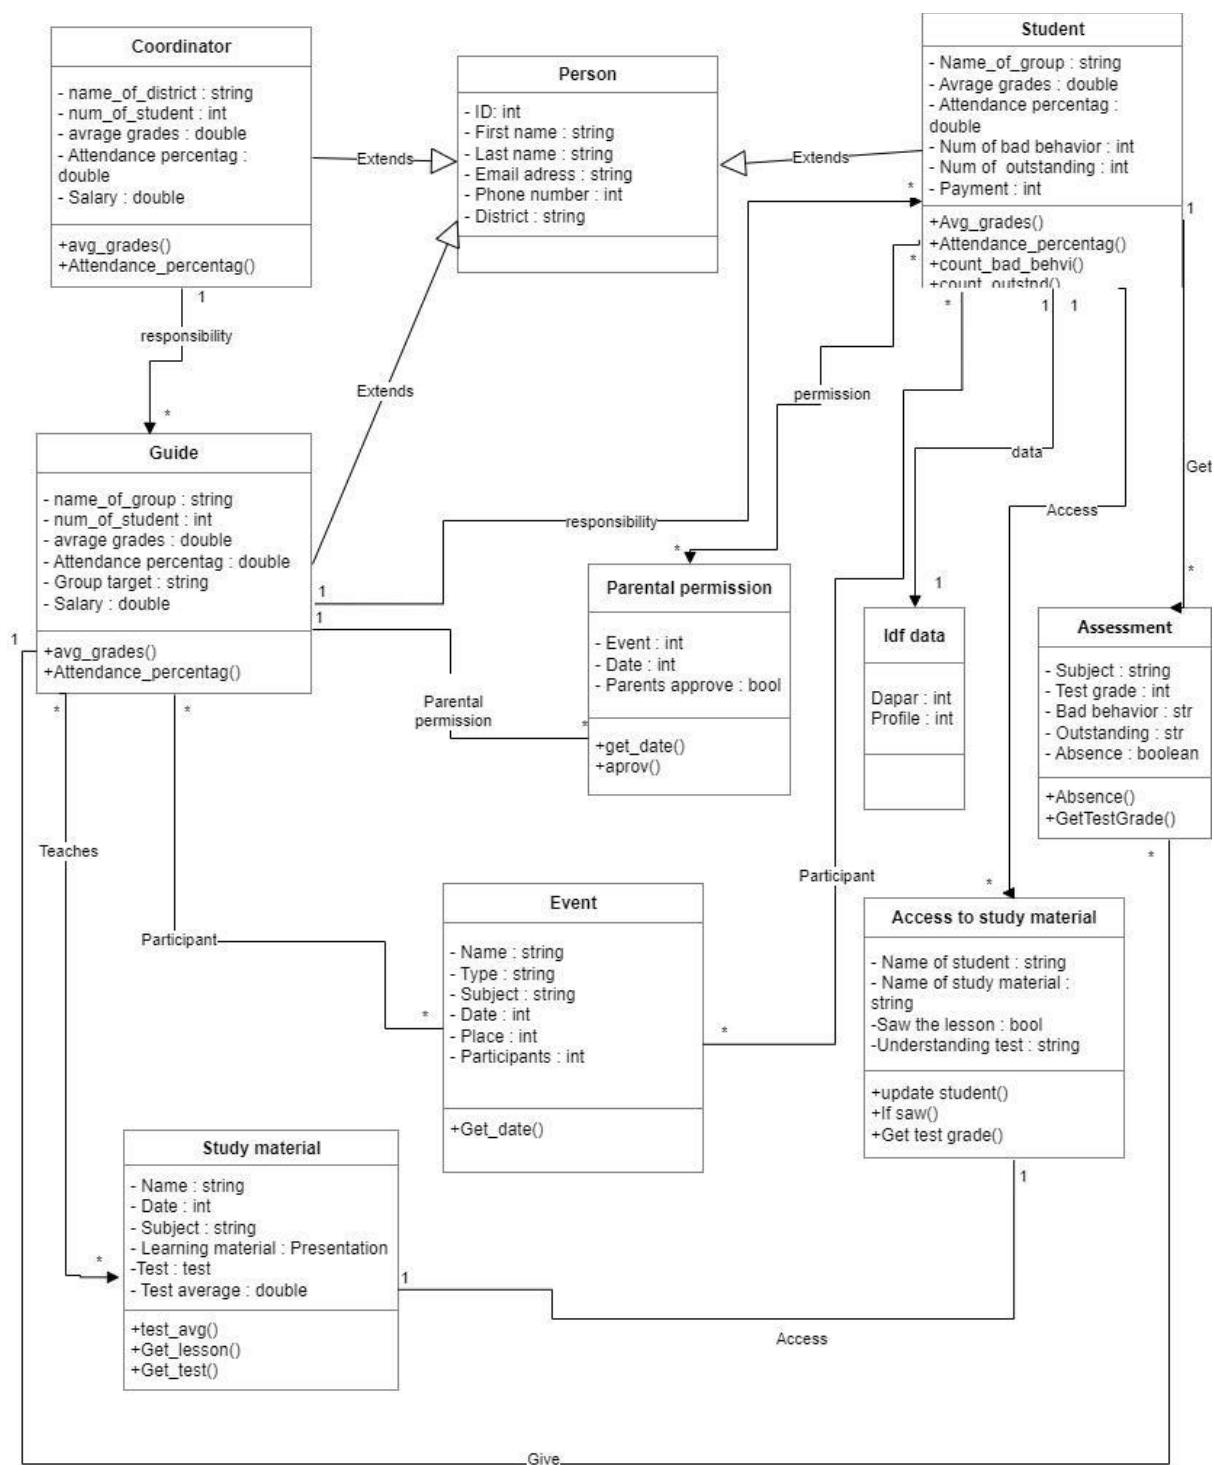 Coordinator
- name_of_district : string
- num_of_student : int
- avrage grades : double
- Attendance percentag :
double
- Salary : double
+avg_grades()
+Attendance_percentag()
Person
- ID: int
- First name : string
- Last name : string
- Email adress : string
- Phone number : int
- District : string
Student
- Name_of_group : string
- Avrage grades : double
- Attendance percentag :
double
- Num of bad behavior : int
- Num of outstanding : int
- Payment : int
+Avg_grades()
+Attendance_percentag()
+count_bad_behvi()
+count_outstnd()
Extends
Extends
Extends
1
responsibility
*
*
*
*
1
1
1
permission
data
Access
Get
responsibility
*
1
*
Guide
- name_of_group : string
- num_of_student : int
- avrage grades : double
- Attendance percentag : double
- Group target : string
- Salary : double
+avg_grades()
+Attendance_percentag()
1
1
1
*
*
Parental
permission
*
Parental permission
- Event : int
- Date : int
- Parents approve : bool
+get_date()
+aprov()
Idf data
Dapar : int
Profile : int
Assessment
- Subject : string
- Test grade : int
- Bad behavior : str
- Outstanding : str
- Absence : boolean
+Absence()
+GetTestGrade()
*
Teaches
Participant
*
Participant
*
*
Event
- Name : string
- Type : string
- Subject : string
- Date : int
- Place : int
- Participants : int
+Get_date()
Access to study material
- Name of student : string
- Name of study material :
string
-Saw the lesson : bool
-Understanding test : string
+update student()
+If saw()
+Get test grade()
1
*
Study material
- Name : string
- Date : int
- Subject : string
- Learning material : Presentation
-Test : test
- Test average : double
+test_avg()
+Get_lesson()
+Get_test()
1
Access
Give